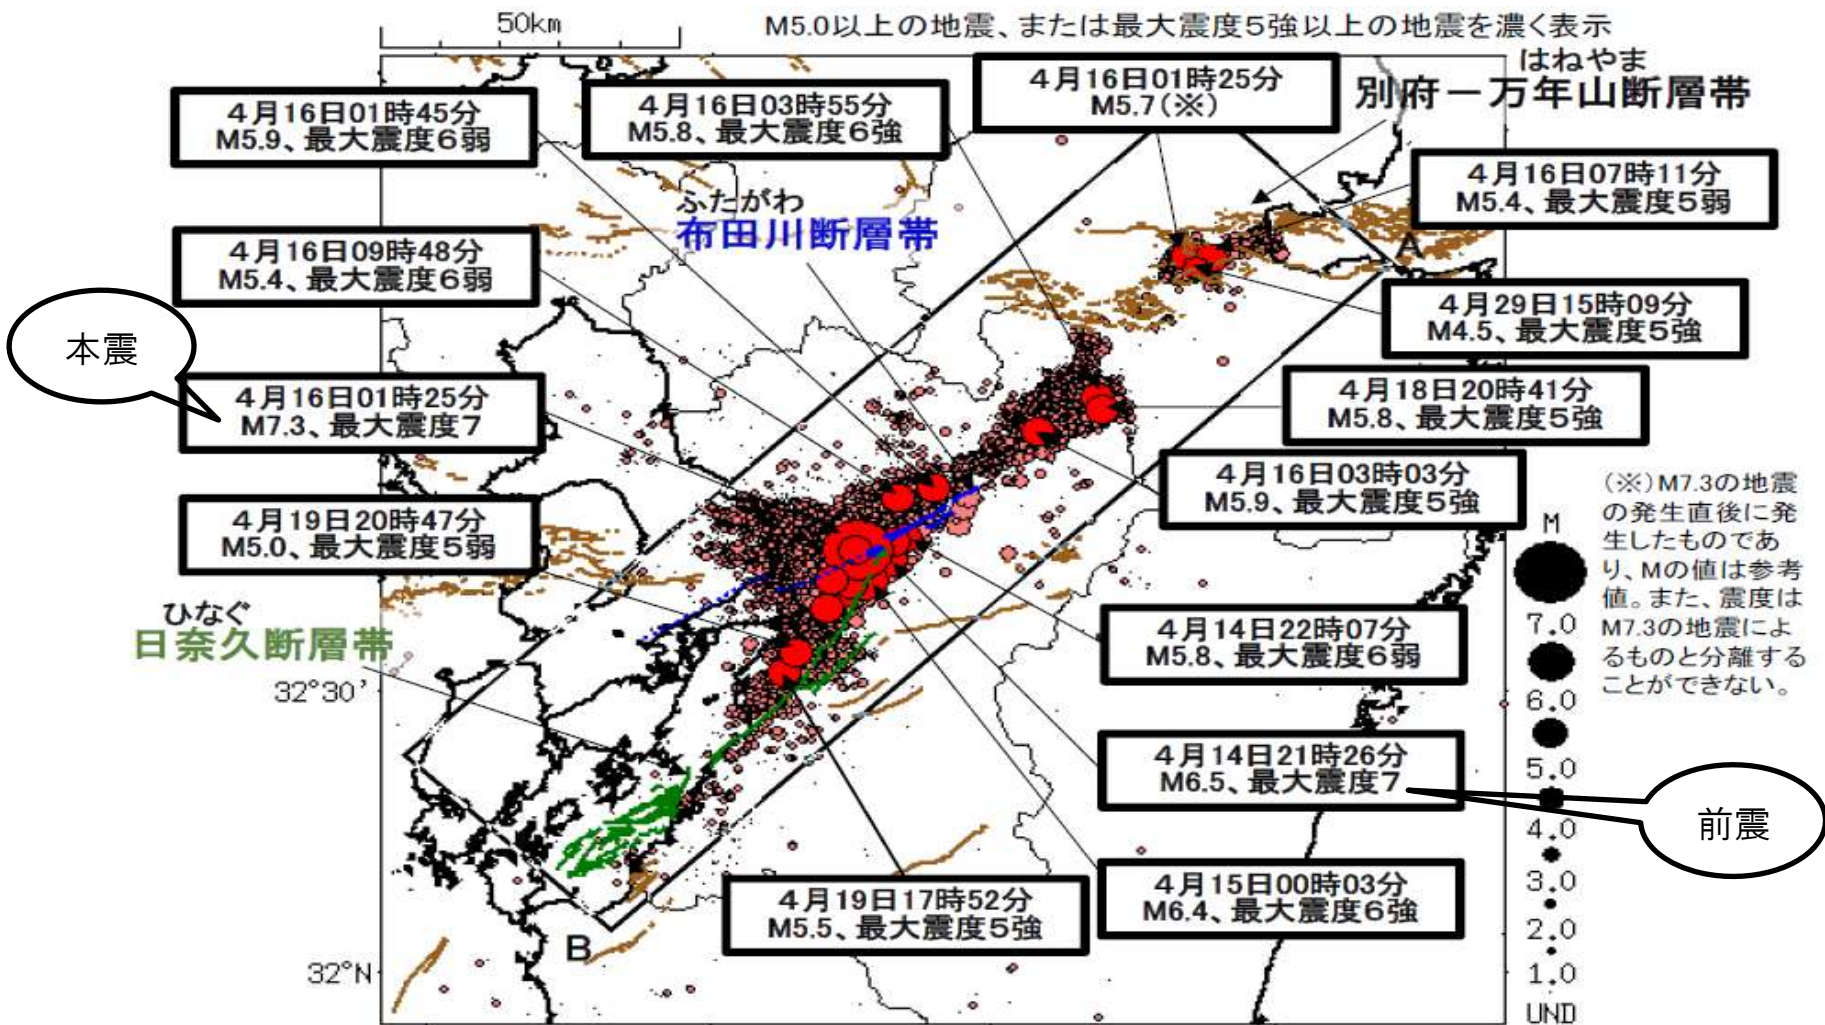 50km
M5.0以上の地震、または最大震度5強以上の地震を濃く表示
はねやま
別府－万年山断層帯
4月16日01時45分
M5.9、最大震度6弱
4月16日03時55分
M5.8、最大震度6強
4月16日01時25分
M5.7(※)
4月16日07時11分
M5.4、最大震度5弱
ふたがわ
布田川断層帯
4月16日09時48分
M5.4、最大震度6弱
A
4月29日15時09分
M4.5、最大震度5強
本震
4月16日01時25分
M7.3、最大震度7
4月18日20時41分
M5.8、最大震度5強
4月16日03時03分
M5.9、最大震度5強
4月19日20時47分
M5.0、最大震度5弱
(※)M7.3の地震
の発生直後に発
生したものであ
り、Mの値は参考
値。また、震度は
M7.3の地震によ
るものと分離する
ことができない。
ひなぐ
日奈久断層帯
4月14日22時07分
M5.8、最大震度6弱
32°30'
4月14日21時26分
M6.5、最大震度7
前震
4月19日17時52分
M5.5、最大震度5強
4月15日00時03分
M6.4、最大震度6強
B
32°N
M
7.0
6.0
5.0
4.0
3.0
2.0
1.0
UND